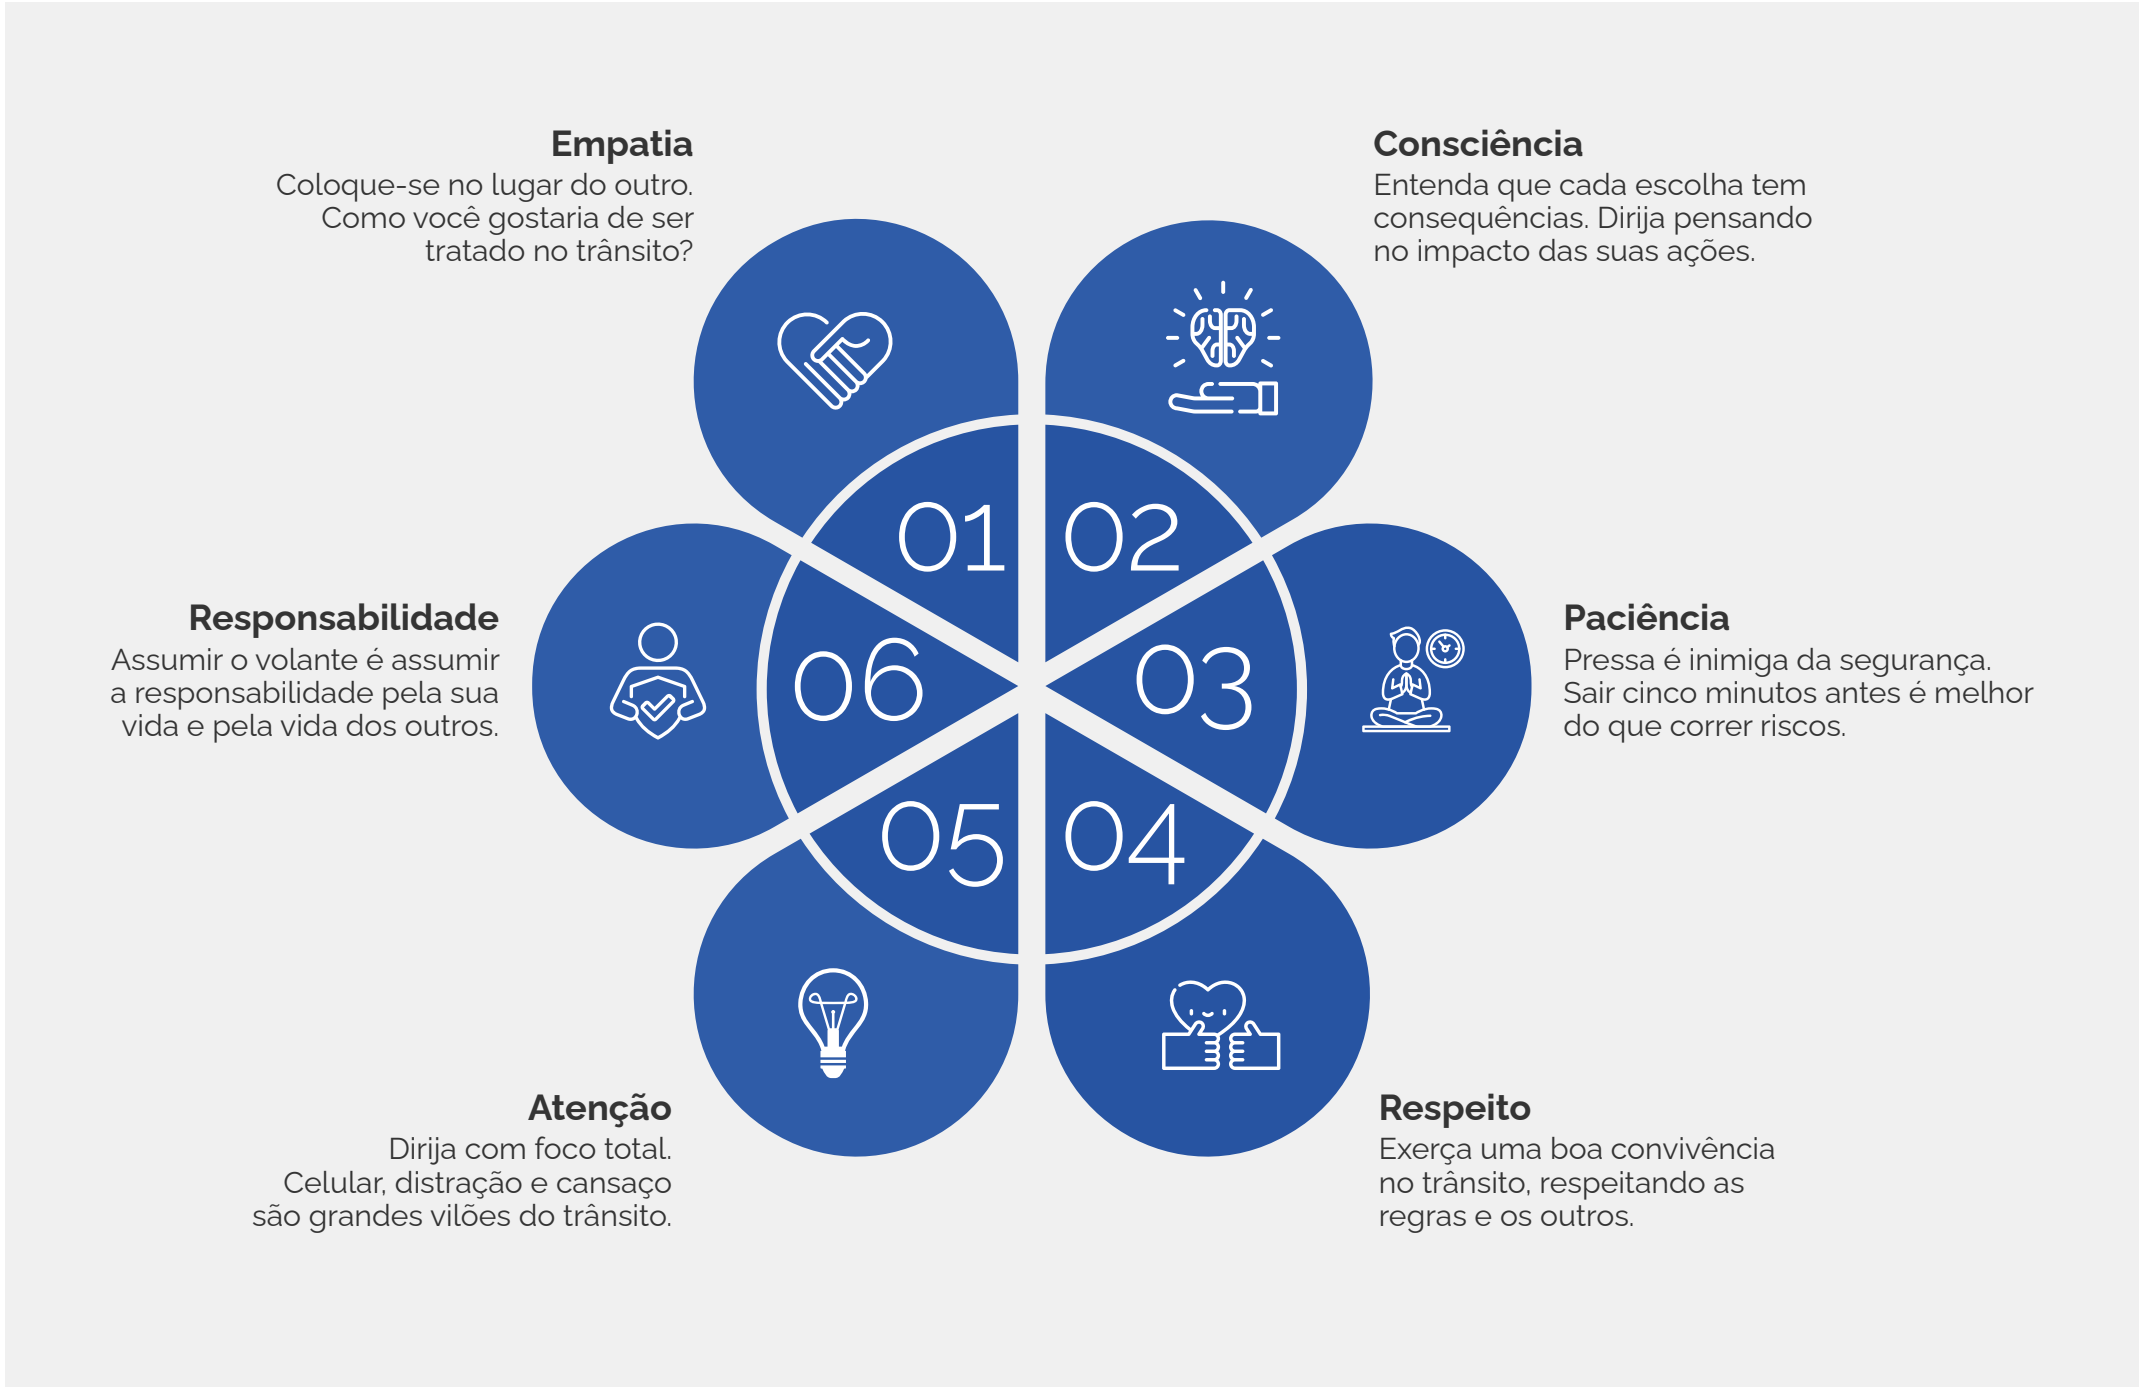 Empatia
Coloque-se no lugar do outro.
Como você gostaria de ser
tratado no trânsito?
01
Consciência
Entenda que cada escolha tem
consequências. Dirija pensando
no impacto das suas ações.
02
Paciência
Pressa é inimiga da segurança.
Sair cinco minutos antes é melhor
do que correr riscos.
03
Respeito
Exerça uma boa convivência
no trânsito, respeitando as
regras e os outros.
04
Atenção
Dirija com foco total.
Celular, distração e cansaço
são grandes vilões do trânsito.
05
Responsabilidade
Assumir o volante é assumir
a responsabilidade pela sua
vida e pela vida dos outros.
06